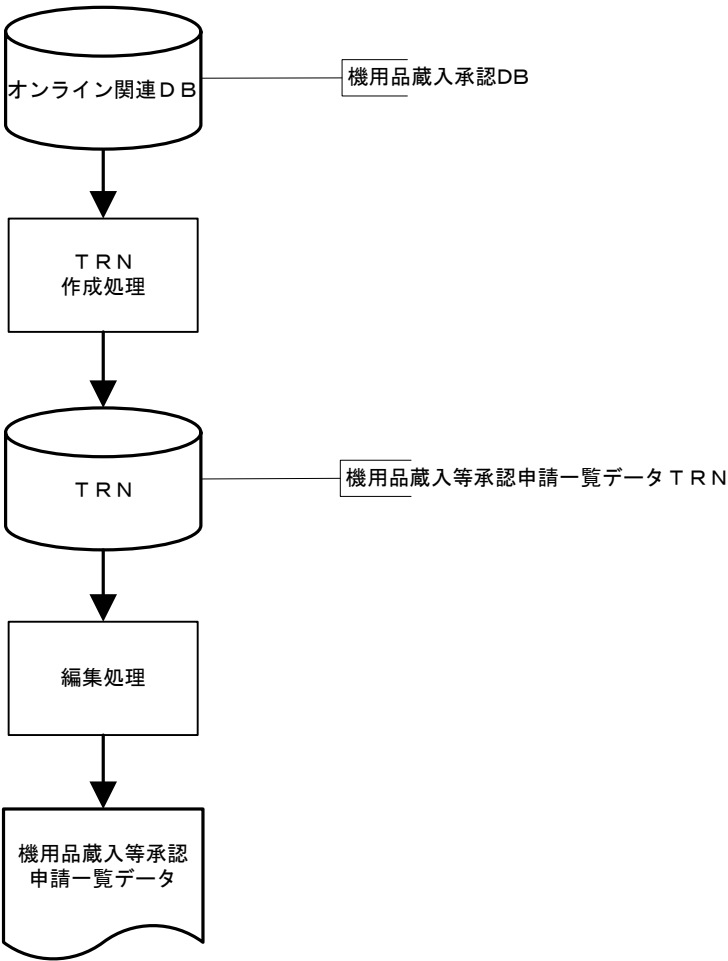 オンライン関連ＤＢ
機用品蔵入承認DB
ＴＲＮ
作成処理
ＴＲＮ
機用品蔵入等承認申請一覧データＴＲＮ
編集処理
機用品蔵入等承認
申請一覧データ